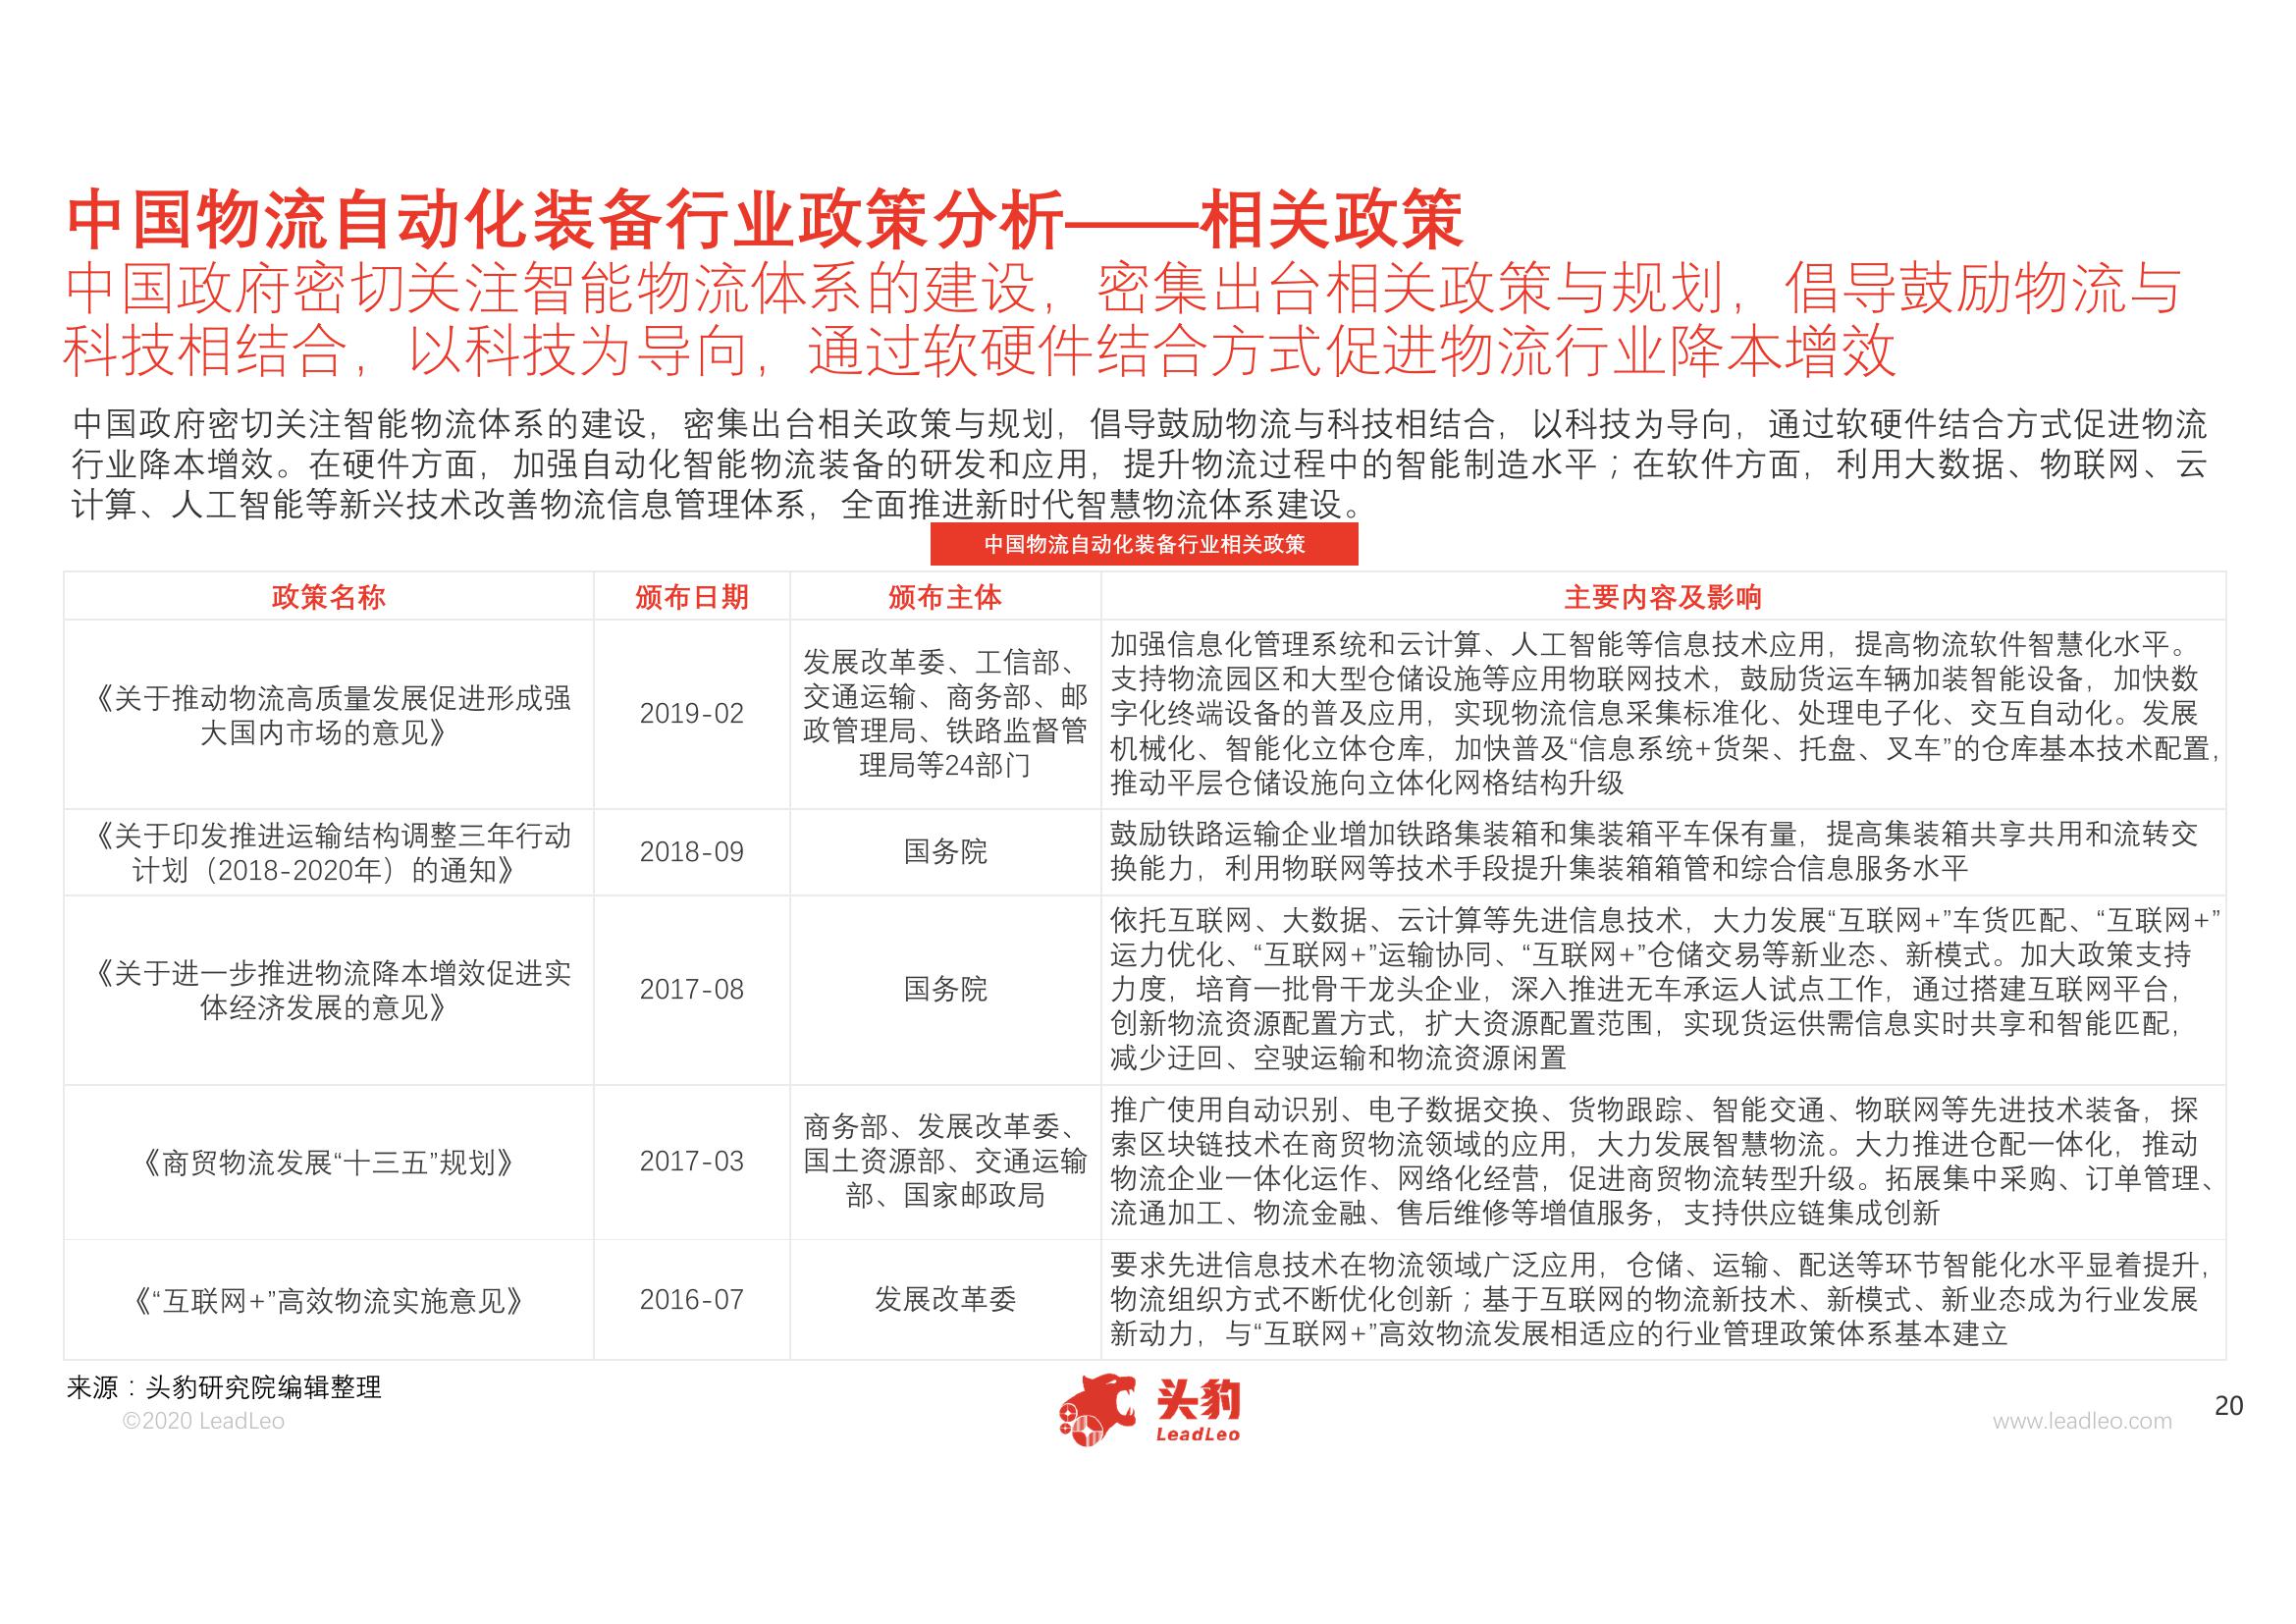 中国物流自动化装备行业政策分析——相关政策
中国政府密切关注智能物流体系的建设，密集出台相关政策与规划，倡导鼓励物流与
科技相结合，以科技为导向，通过软硬件结合方式促进物流行业降本增效
中国政府密切关注智能物流体系的建设，密集出台相关政策与规划，倡导鼓励物流与科技相结合，以科技为导向，通过软硬件结合方式促进物流
行业降本增效。在硬件方面，加强自动化智能物流装备的研发和应用，提升物流过程中的智能制造水平；在软件方面，利用大数据、物联网、云
计算、人工智能等新兴技术改善物流信息管理体系，全面推进新时代智慧物流体系建设。
中国物流自动化装备行业相关政策
政策名称
颁布日期
颁布主体
主要内容及影响
《关于推动物流高质量发展促进形成强
大国内市场的意见》
2019-02
发展改革委、工信部、
交通运输、商务部、邮
政管理局、铁路监督管
理局等24部门
加强信息化管理系统和云计算、人工智能等信息技术应用，提高物流软件智慧化水平。
支持物流园区和大型仓储设施等应用物联网技术，鼓励货运车辆加装智能设备，加快数
字化终端设备的普及应用，实现物流信息采集标准化、处理电子化、交互自动化。发展
机械化、智能化立体仓库，加快普及“信息系统+货架、托盘、叉车”的仓库基本技术配置，
推动平层仓储设施向立体化网格结构升级
《关于印发推进运输结构调整三年行动
计划（2018-2020年）的通知》
2018-09
国务院
鼓励铁路运输企业增加铁路集装箱和集装箱平车保有量，提高集装箱共享共用和流转交
换能力，利用物联网等技术手段提升集装箱箱管和综合信息服务水平
《关于进一步推进物流降本增效促进实
体经济发展的意见》
2017-08
国务院
依托互联网、大数据、云计算等先进信息技术，大力发展“互联网+”车货匹配、“互联网+”
运力优化、“互联网+”运输协同、“互联网+”仓储交易等新业态、新模式。加大政策支持
力度，培育一批骨干龙头企业，深入推进无车承运人试点工作，通过搭建互联网平台，
创新物流资源配置方式，扩大资源配置范围，实现货运供需信息实时共享和智能匹配，
减少迂回、空驶运输和物流资源闲置
《商贸物流发展“十三五”规划》
2017-03
商务部、发展改革委、
国土资源部、交通运输
部、国家邮政局
推广使用自动识别、电子数据交换、货物跟踪、智能交通、物联网等先进技术装备，探
索区块链技术在商贸物流领域的应用，大力发展智慧物流。大力推进仓配一体化，推动
物流企业一体化运作、网络化经营，促进商贸物流转型升级。拓展集中采购、订单管理、
流通加工、物流金融、售后维修等增值服务，支持供应链集成创新
《“互联网+”高效物流实施意见》
2016-07
发展改革委
要求先进信息技术在物流领域广泛应用，仓储、运输、配送等环节智能化水平显着提升，
物流组织方式不断优化创新；基于互联网的物流新技术、新模式、新业态成为行业发展
新动力，与“互联网+”高效物流发展相适应的行业管理政策体系基本建立
来源：头豹研究院编辑整理
©2020 LeadLeo
头豹
LeadLeo
www.leadleo.com
20